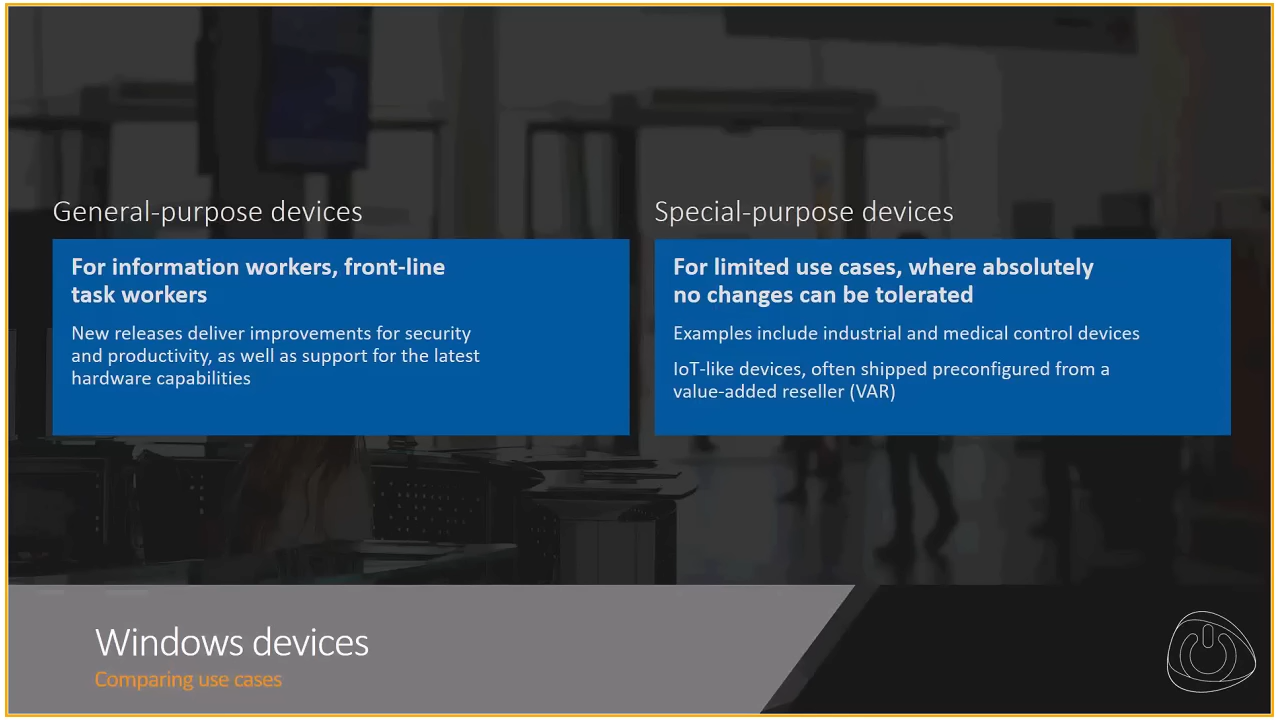 General-purpose devices
For information workers, front-line
task workers
New releases deliver improvements for security
and productivity, as well as support for the latest
hardware capabilities
Special-purpose devices
For limited use cases, where absolutely
no changes can be tolerated
Examples include industrial and medical control devices
IoT-like devices, often shipped preconfigured from a
value-added reseller (VAR)
Windows devices
Comparing use cases